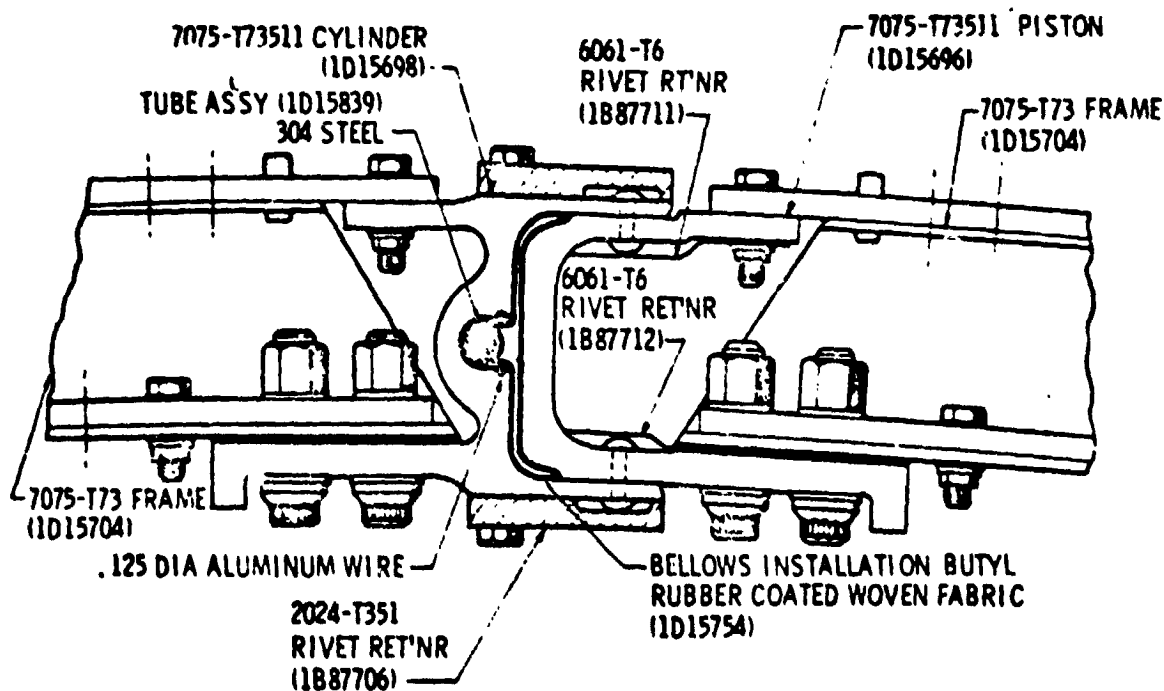 7075-T73511 CYLINDER
(1D15698)
TUBE ASSY (1D15839)
304 STEEL
6061-T6
RIVET RT'NR
(1B87711)
7075-T73511 PISTON
(1D15696)
7075-T73 FRAME
(1D15704)
6061-T6
RIVET RET'NR
(1B87712)
7075-T73 FRAME
(1D15704)
.125 DIA ALUMINUM WIRE
2024-T351
RIVET RET'NR
(1B87706)
BELLOWS INSTALLATION BUTYL
RUBBER COATED WOVEN FABRIC
(1D15754)